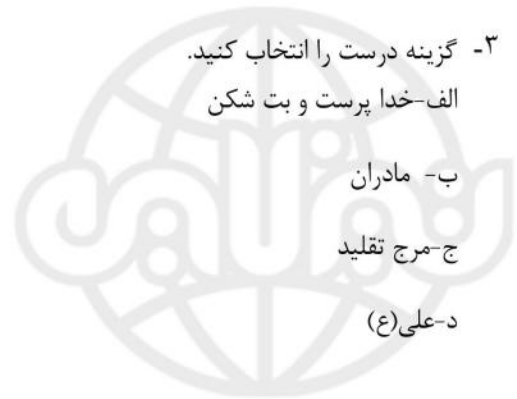 ۳- گزینه درست را انتخاب کنید.
الف-خدا پرست و بت شکن
ب- مادران
ج-مرج تقلید
د-علی(ع)